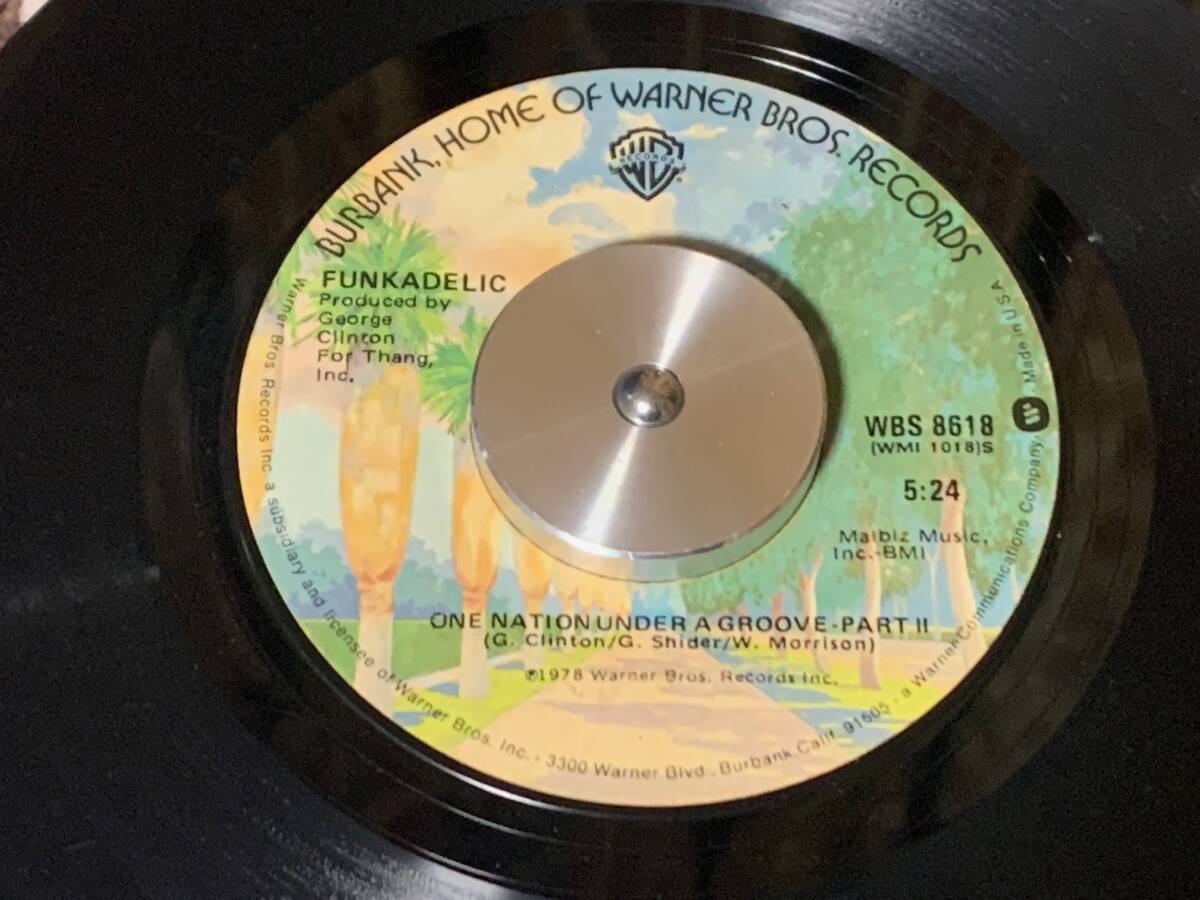 BURBANK, HOME OF WARNER BROS. RECORDS
WB
RECORDS
FUNKADELIC
Produced by
George
Clinton
For Thang,
Inc.
WBS 8618
(WMI 1018)S
5:24
Malbiz Music,
Inc.-BMI
ONE NATION UNDER A GROOVE-PART II
(G. Clinton/G. Shider/W. Morrison)
℗1978 Warner Bros. Records Inc.
Warner Bros. Records Inc. a subsidiary and licensee of Warner Bros. Inc. - 3300 Warner Blvd., Burbank, Calif. 91505 - a Warner Communications Company. Made in U.S.A.